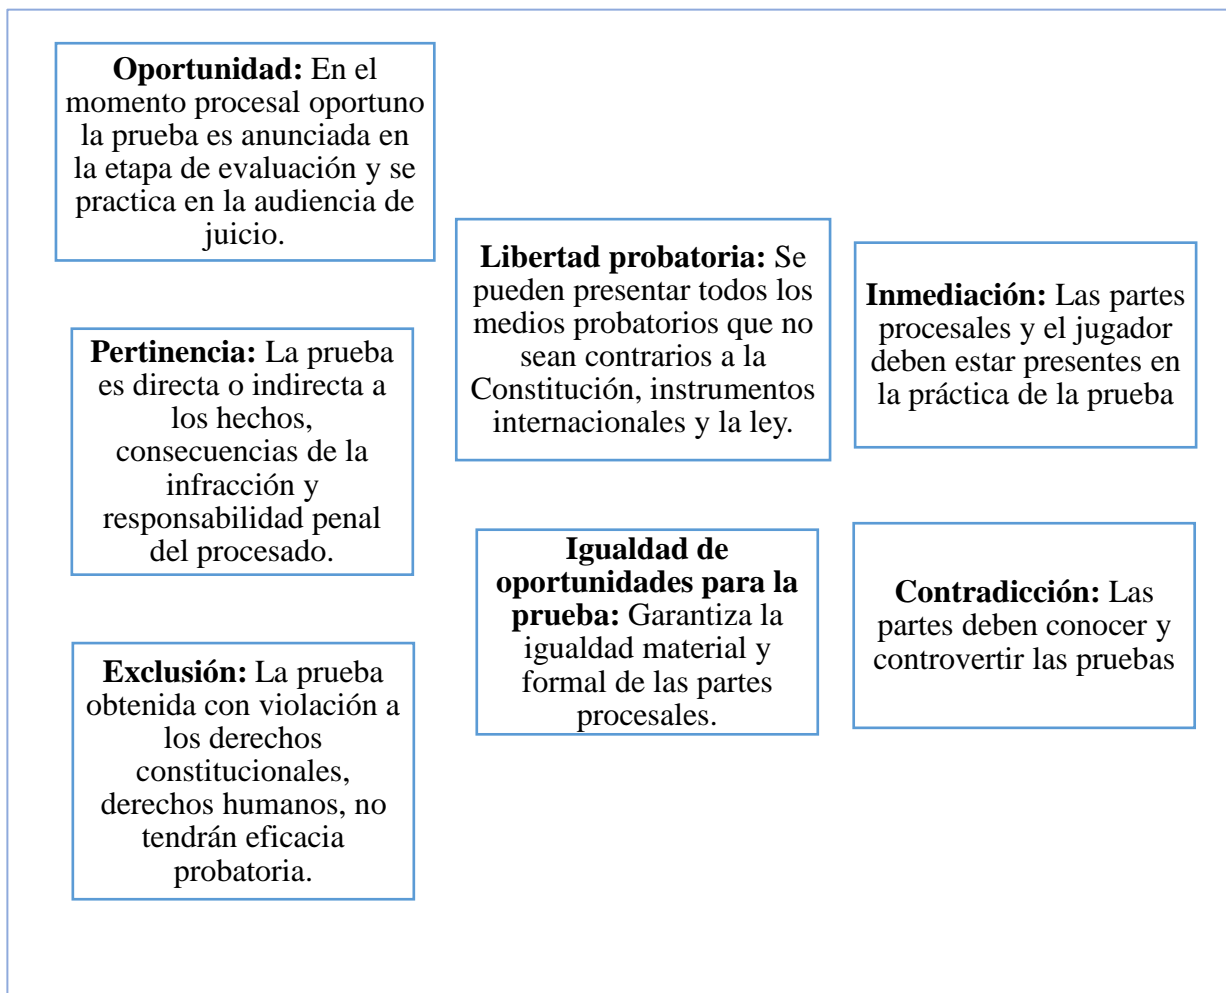 Oportunidad: En el
momento procesal oportuno
la prueba es anunciada en
la etapa de evaluación y se
practica en la audiencia de
juicio.
Pertinencia: La prueba
es directa o indirecta a
los hechos,
consecuencias de la
infracción y
responsabilidad penal
del procesado.
Exclusión: La prueba
obtenida con violación a
los derechos
constitucionales,
derechos humanos, no
tendrán eficacia
probatoria.
Libertad probatoria: Se
pueden presentar todos los
medios probatorios que no
sean contrarios a la
Constitución, instrumentos
internacionales y la ley.
Igualdad de
oportunidades para la
prueba: Garantiza la
igualdad material y
formal de las partes
procesales.
Inmediación: Las partes
procesales y el jugador
deben estar presentes en
la práctica de la prueba
Contradicción: Las
partes deben conocer y
controvertir las pruebas